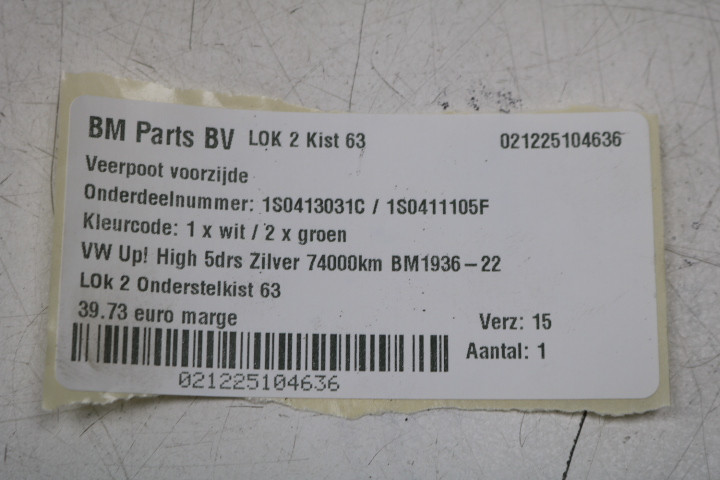 BM Parts BV LOK 2 Kist 63 021225104636
Veerpoot voorzijde
Onderdeelnummer: 1S0413031C / 1S0411105F
Kleurcode: 1 x wit / 2 x groen
VW Up! High 5drs Zilver 74000km BM1936-22
LOk 2 Onderstelkist 63
39.73 euro marge Verz: 15
Aantal: 1
021225104636